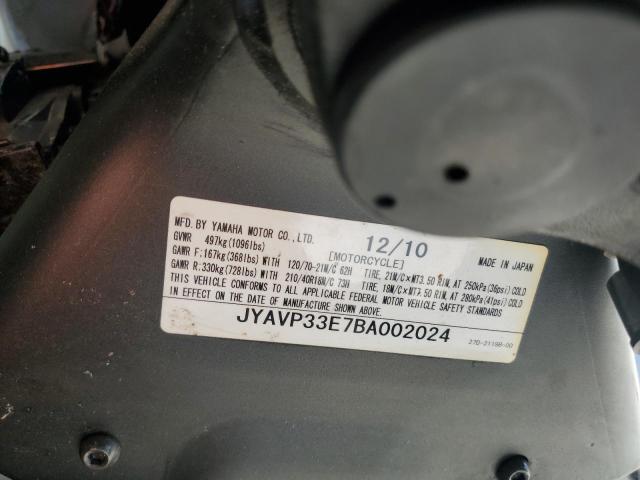 MFD. BY YAMAHA MOTOR CO., LTD. 12/10 MADE IN JAPAN
GVWR 497kg(1096lbs) [MOTORCYCLE]
GAWR F:167kg(368lbs)WITH 120/70-21M/C 62H TIRE, 21M/C×MT3.50 RIM, AT 250kPa(36psi)COLD
GAWR R:330kg(728lbs)WITH 210/40R18M/C 73H TIRE, 18M/C×MT7.50 RIM, AT 280kPa(41psi)COLD
THIS VEHICLE CONFORMS TO ALL APPLICABLE FEDERAL MOTOR VEHICLE SAFETY STANDARDS
IN EFFECT ON THE DATE OF MANUFACTURE SHOWN ABOVE.
JYAVP33E7BA002024
27D-2119B-00